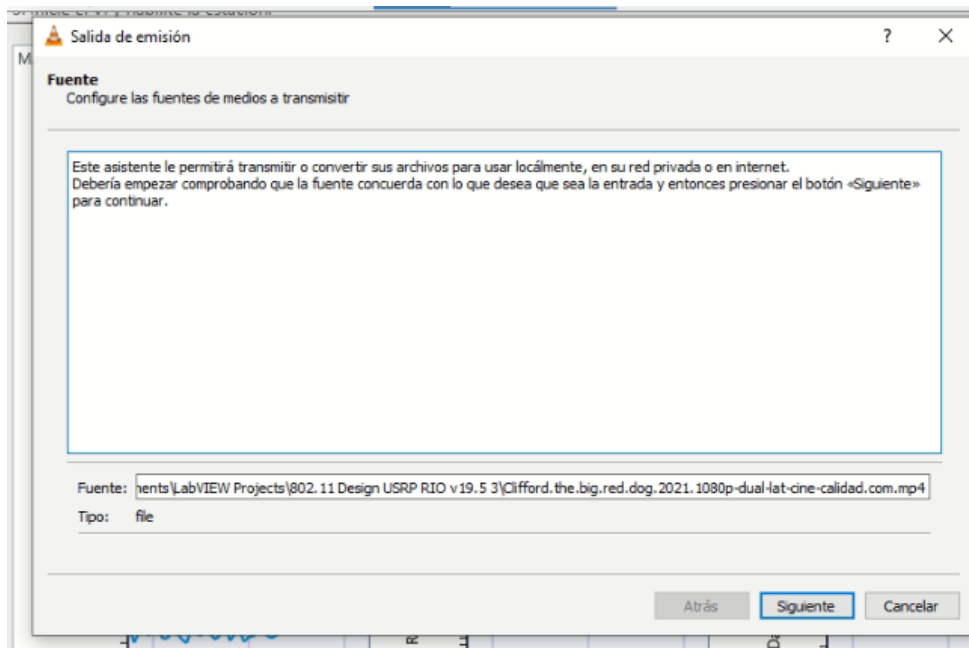 Salida de emisión
?
Fuente
Configure las fuentes de medios a transmisitir
Este asistente le permitirá transmitir o convertir sus archivos para usar locálmente, en su red privada o en internet.
Debería empezar comprobando que la fuente concuerda con lo que desea que sea la entrada y entonces presionar el botón «Siguiente»
para continuar.
Fuente: nents\LabVIEW Projects\802.11 Design USRP RIO v19.5 3\Clifford.the.big.red.dog.2021.1080p-dual-lat-cine-calidad.com.mp4
Tipo: file
Atrás Siguiente Cancelar